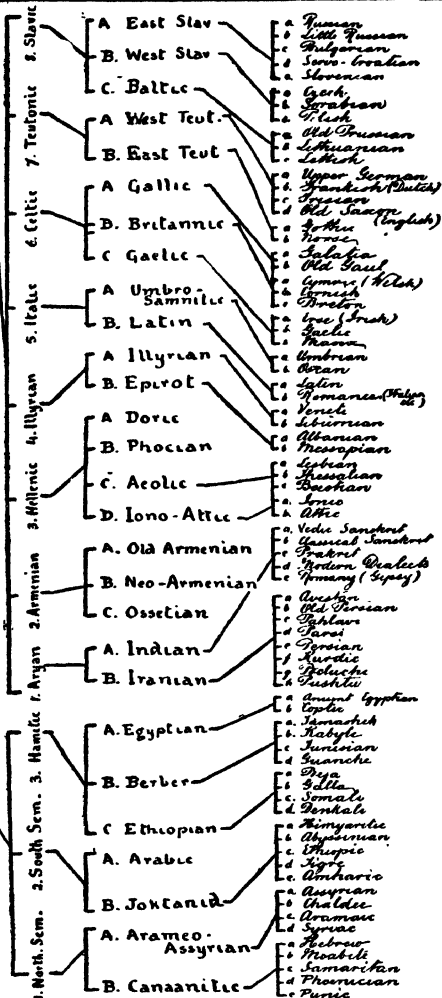 8. Slavic
A East Slav
B. West Slav
C. Baltic
a Russian
b Little Russian
c Bulgarian
d Servo-Croatian
e Slovenian
a Czech
b Sorabian
c Polish
a Old Prussian
b Lithuanian
c Lettish
7. Teutonic
A West Teut.
B. East Teut
a Upper German
b. Frankish (Dutch)
c Frisian
d Old Saxon (English)
a Gothic
b Norse
6. Celtic
A Gallic
B. Britannic
C Gaelic
a Galatia
b Old Gaul
a Cymric (Welsh)
b Cornish
c Breton
a Irse (Irish)
b Gaelic
c Manx
5. Italic
A Umbro-Samnitic
B. Latin
a Umbrian
b Oscan
a Latin
b Romance
4. Illyrian
A Illyrian
B. Epirot
a Veneti
b Liburnian
a Albanian
b Messapian
3. Hellenic
A Doric
B. Phocian
C. Aeolic
D. Iono-Attic
a Lesbian
b Thessalian
c Boeotian
a. Ionic
b. Attic
2. Armenian
A. Old Armenian
B. Neo-Armenian
C. Ossetian
1. Aryan
A. Indian
B. Iranian
a. Vedic Sanskrit
b Classical Sanskrit
c Prakrit
d. Modern Dialects
e Romany (Gipsy)
a Avestan
b Old Persian
c Pahlavi
d Parsi
e Persian
f Kurdic
g Beluchi
h Pushtu
3. Hamitic
A. Egyptian
B. Berber
C Ethiopian
a Ancient Egyptian
b Coptic
a. Tamashek
b. Kabyle
c Tunisian
d Guanche
a Beja
b Galla
c. Somali
d Denkali
2. South Sem.
A. Arabic
B. Joktanid
a Himyaritic
b Abyssinian
c Ethiopic
d Tigre
e Amharic
1. North. Sem.
A. Arameo-Assyrian
B. Canaanitic
a Assyrian
b Chaldee
c Aramaic
d Syriac
a Hebrew
b Moabite
c Samaritan
d Phoenician
e Punic